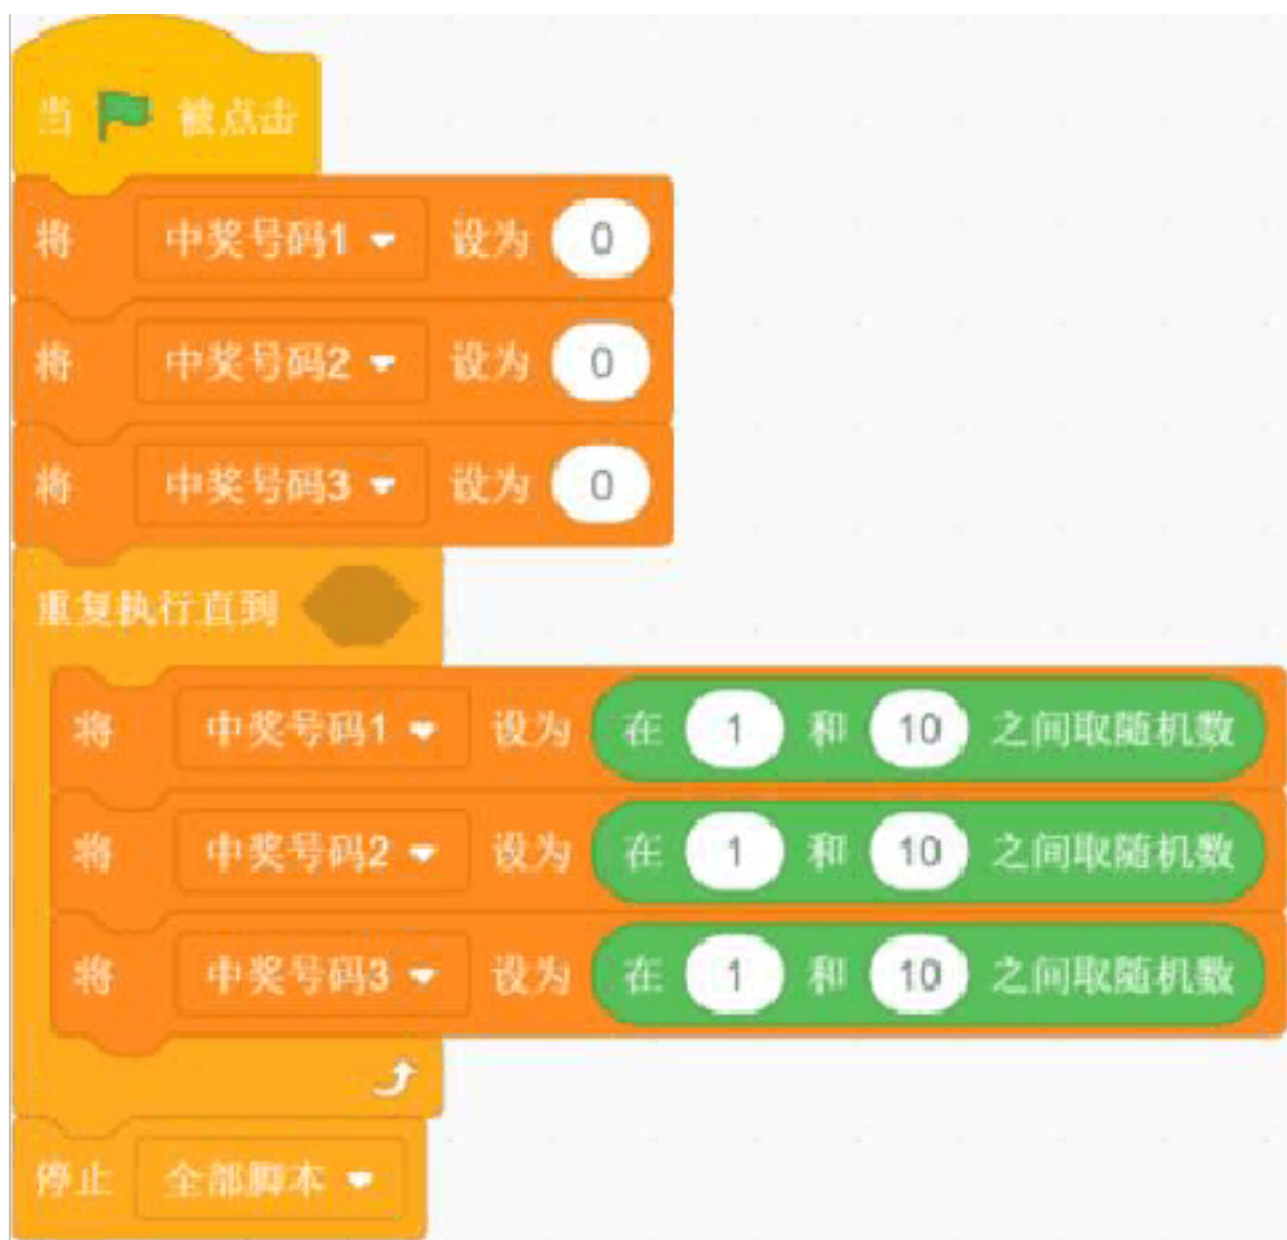 当 被点击
将 中奖号码1 设为 0
将 中奖号码2 设为 0
将 中奖号码3 设为 0
重复执行直到
将 中奖号码1 设为 在 1 和 10 之间取随机数
将 中奖号码2 设为 在 1 和 10 之间取随机数
将 中奖号码3 设为 在 1 和 10 之间取随机数
停止 全部脚本